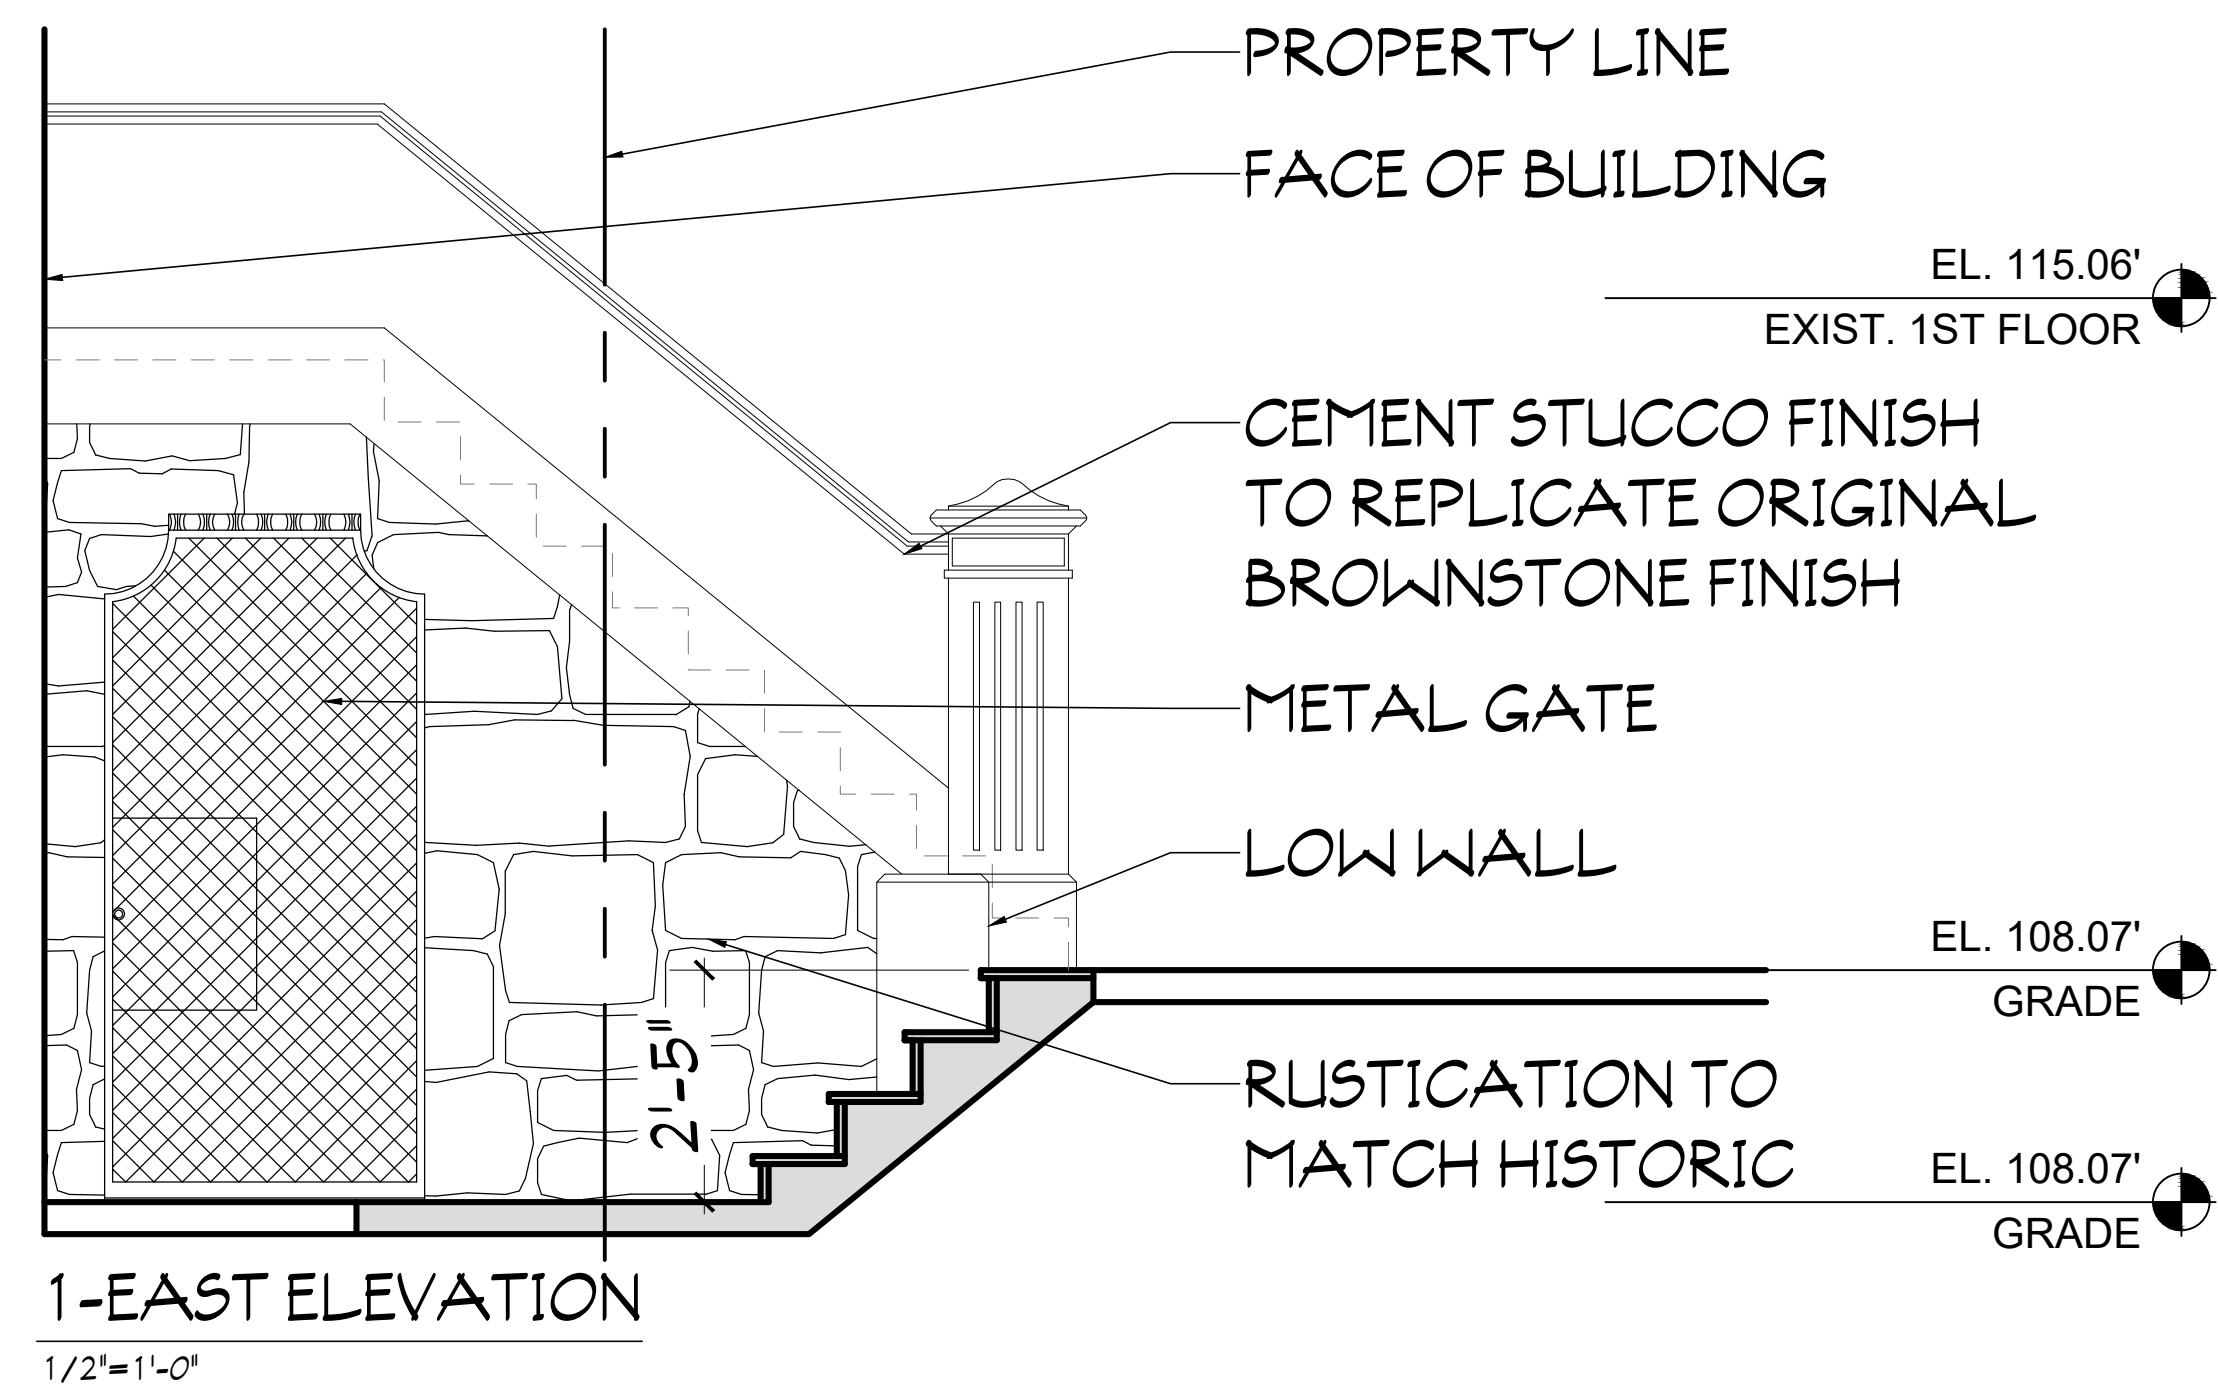 PROPERTY LINE
FACE OF BUILDING
EL. 115.06'
EXIST. 1ST FLOOR
CEMENT STUCCO FINISH
TO REPLICATE ORIGINAL
BROWNSTONE FINISH
METAL GATE
LOW WALL
EL. 108.07'
GRADE
2'-5"
RUSTICATION TO
MATCH HISTORIC
EL. 108.07'
GRADE
1-EAST ELEVATION
1/2"=1'-0"